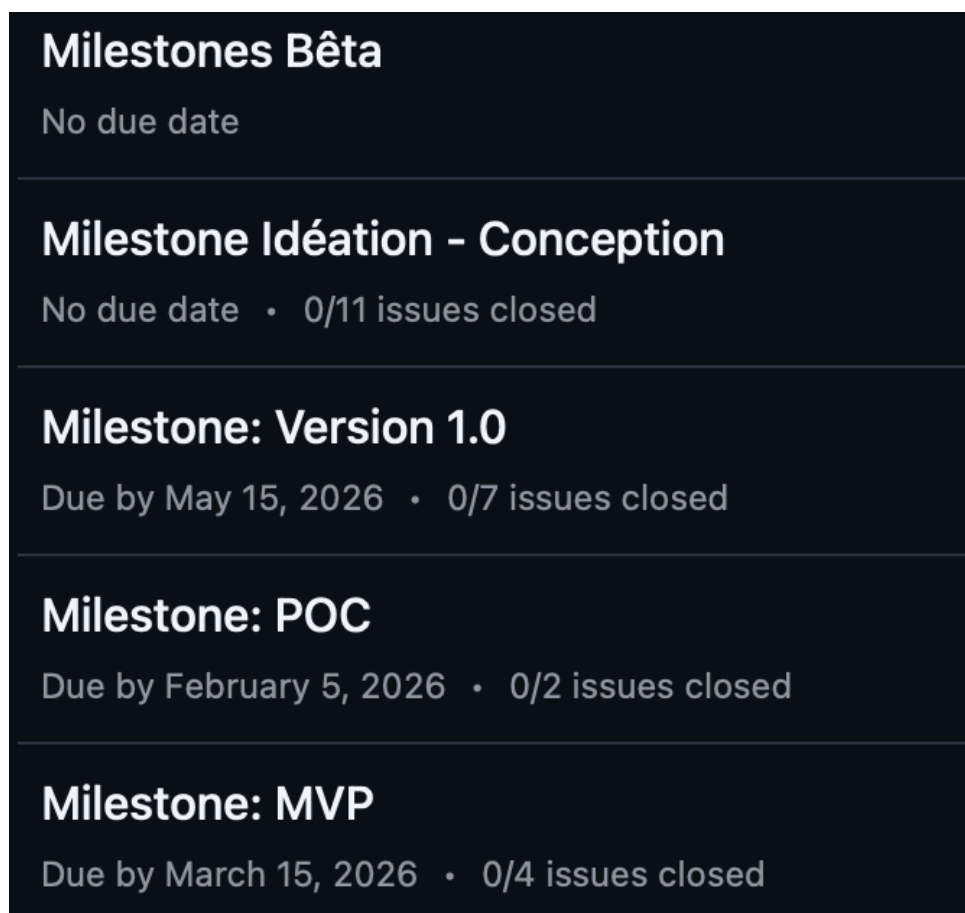 Milestones Bêta
No due date
Milestone Idéation - Conception
No due date • 0/11 issues closed
Milestone: Version 1.0
Due by May 15, 2026 • 0/7 issues closed
Milestone: POC
Due by February 5, 2026 • 0/2 issues closed
Milestone: MVP
Due by March 15, 2026 • 0/4 issues closed